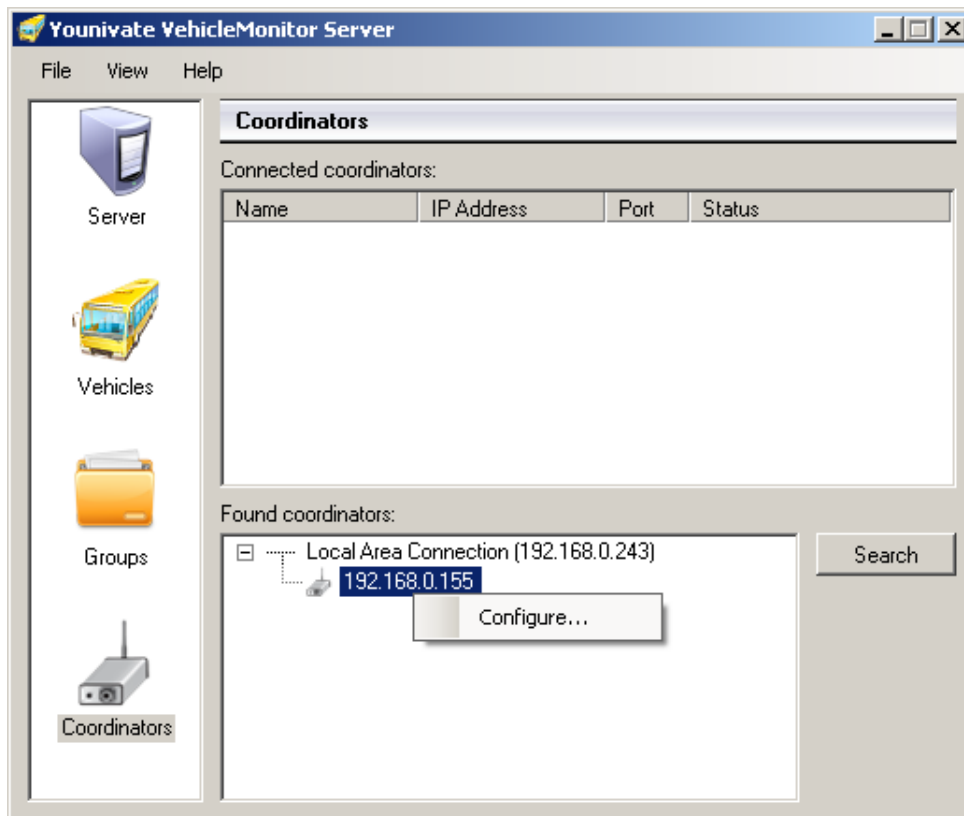 Younivate VehicleMonitor Server
File View Help
Coordinators
Connected coordinators:
Name IP Address Port Status
Server
Vehicles
Groups
Coordinators
Found coordinators:
Local Area Connection (192.168.0.243)
192.168.0.155
Configure...
Search